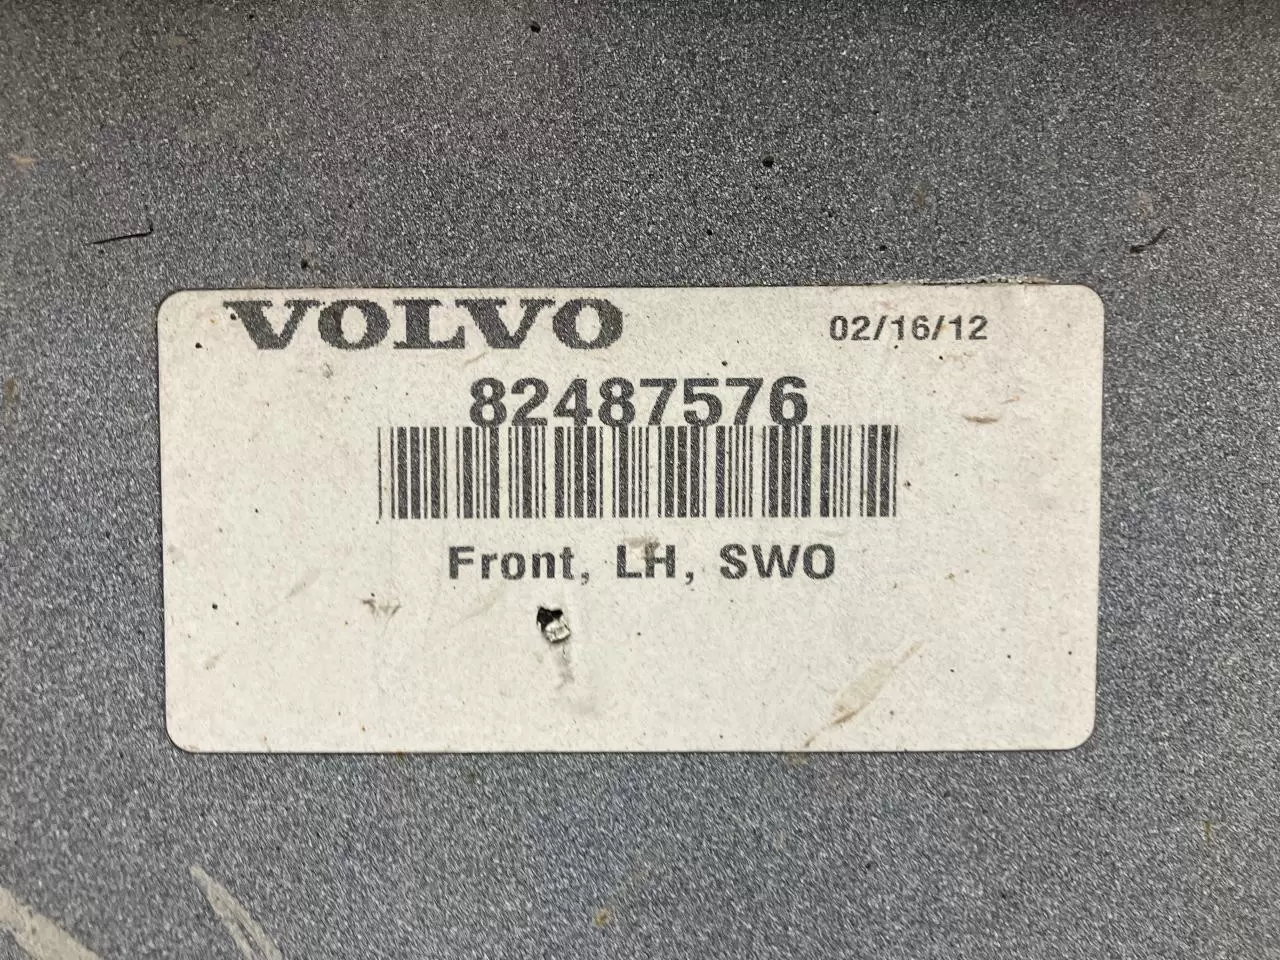 VOLVO
02/16/12
82487576
Front, LH, SWO